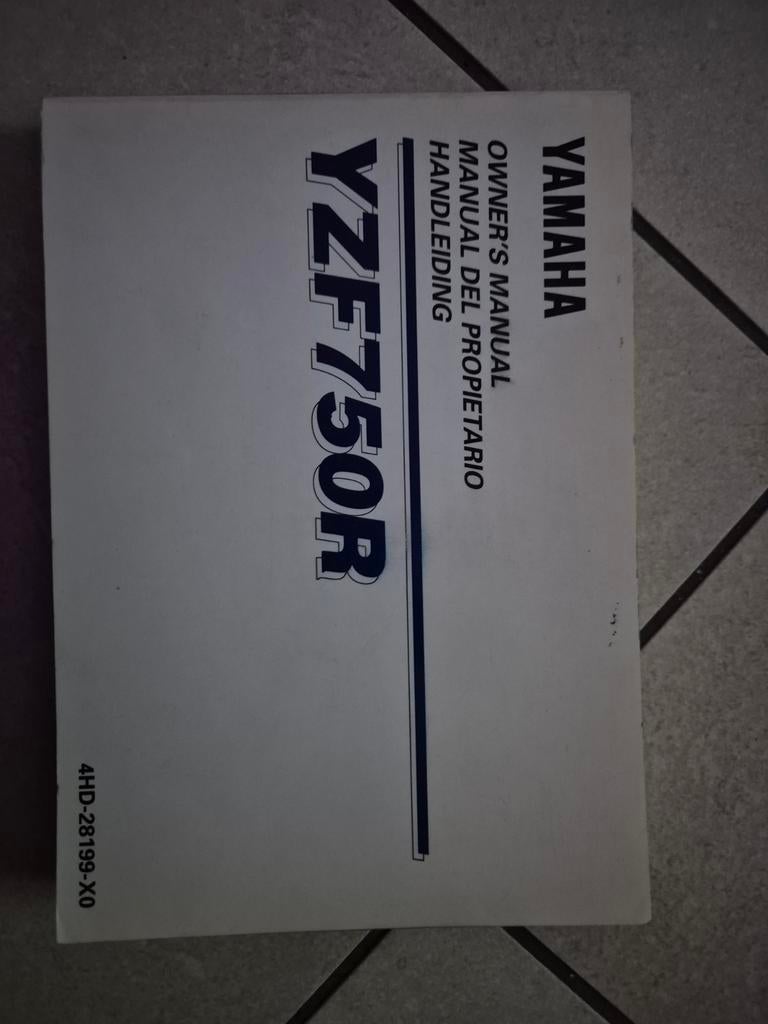 YAMAHA
OWNER'S MANUAL
MANUAL DEL PROPIETARIO
HANDLEIDING
YZF750R
4HD-28199-X0